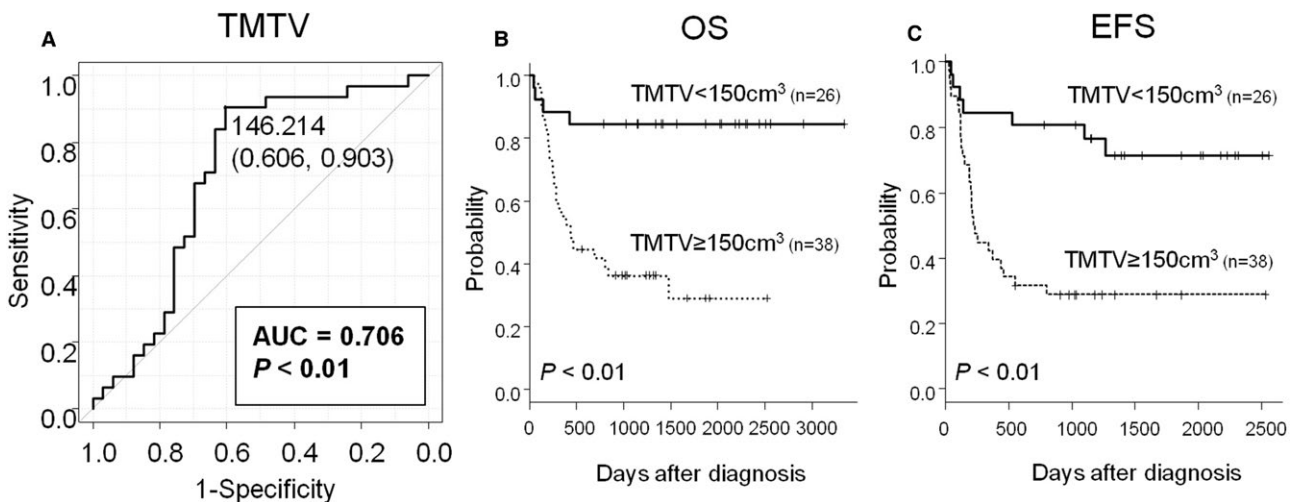 A
TMTV
Sensitivity
1.0
0.8
0.6
0.4
0.2
0.0
146.214
(0.606, 0.903)
AUC = 0.706
P < 0.01
1.0 0.8 0.6 0.4 0.2 0.0
1-Specificity
B
OS
Probability
1.0
0.8
0.6
0.4
0.2
0.0
TMTV<150cm³ (n=26)
TMTV≥150cm³ (n=38)
P < 0.01
0 500 1000 1500 2000 2500 3000
Days after diagnosis
C
EFS
Probability
1.0
0.8
0.6
0.4
0.2
0.0
TMTV<150cm³ (n=26)
TMTV≥150cm³ (n=38)
P < 0.01
0 500 1000 1500 2000 2500
Days after diagnosis